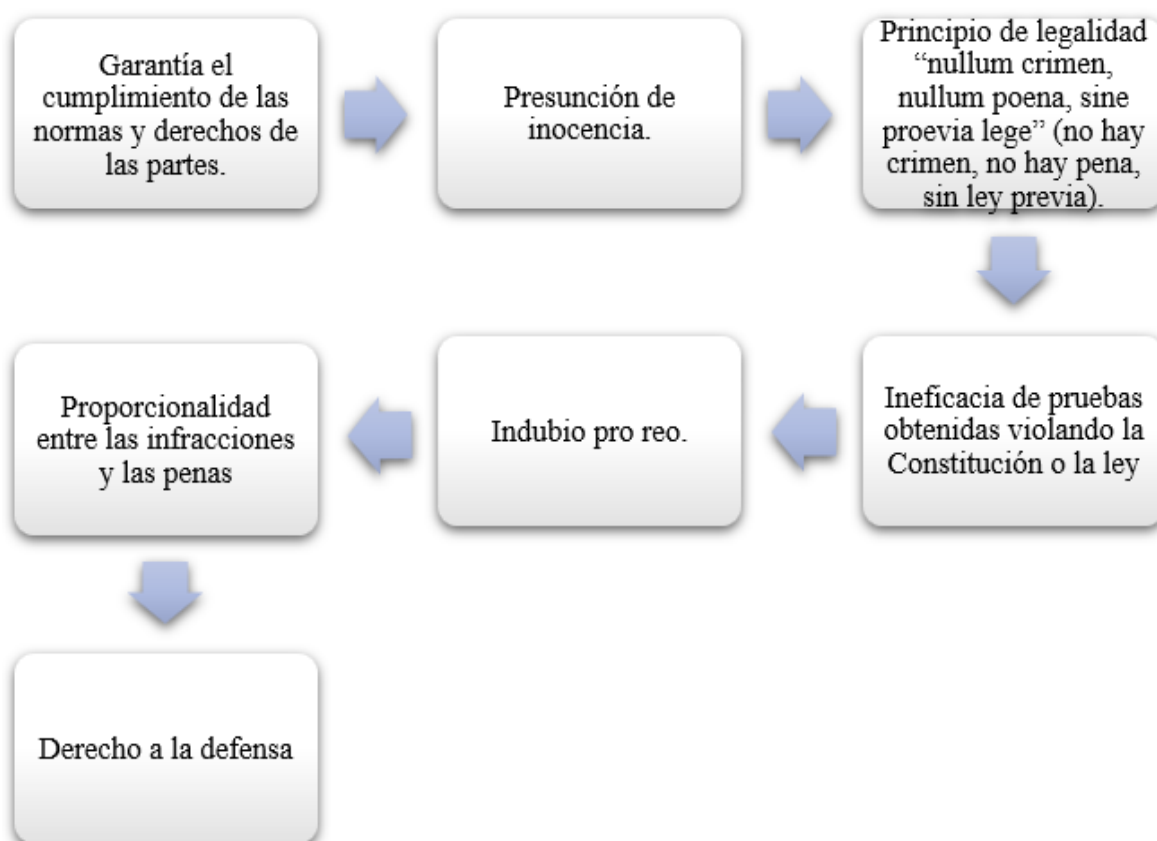 Garantía el
cumplimiento de las
normas y derechos de
las partes.
Presunción de
inocencia.
Principio de legalidad
“nullum crimen,
nullum poena, sine
proevia lege” (no hay
crimen, no hay pena,
sin ley previa).
Ineficacia de pruebas
obtenidas violando la
Constitución o la ley
Indubio pro reo.
Proporcionalidad
entre las infracciones
y las penas
Derecho a la defensa